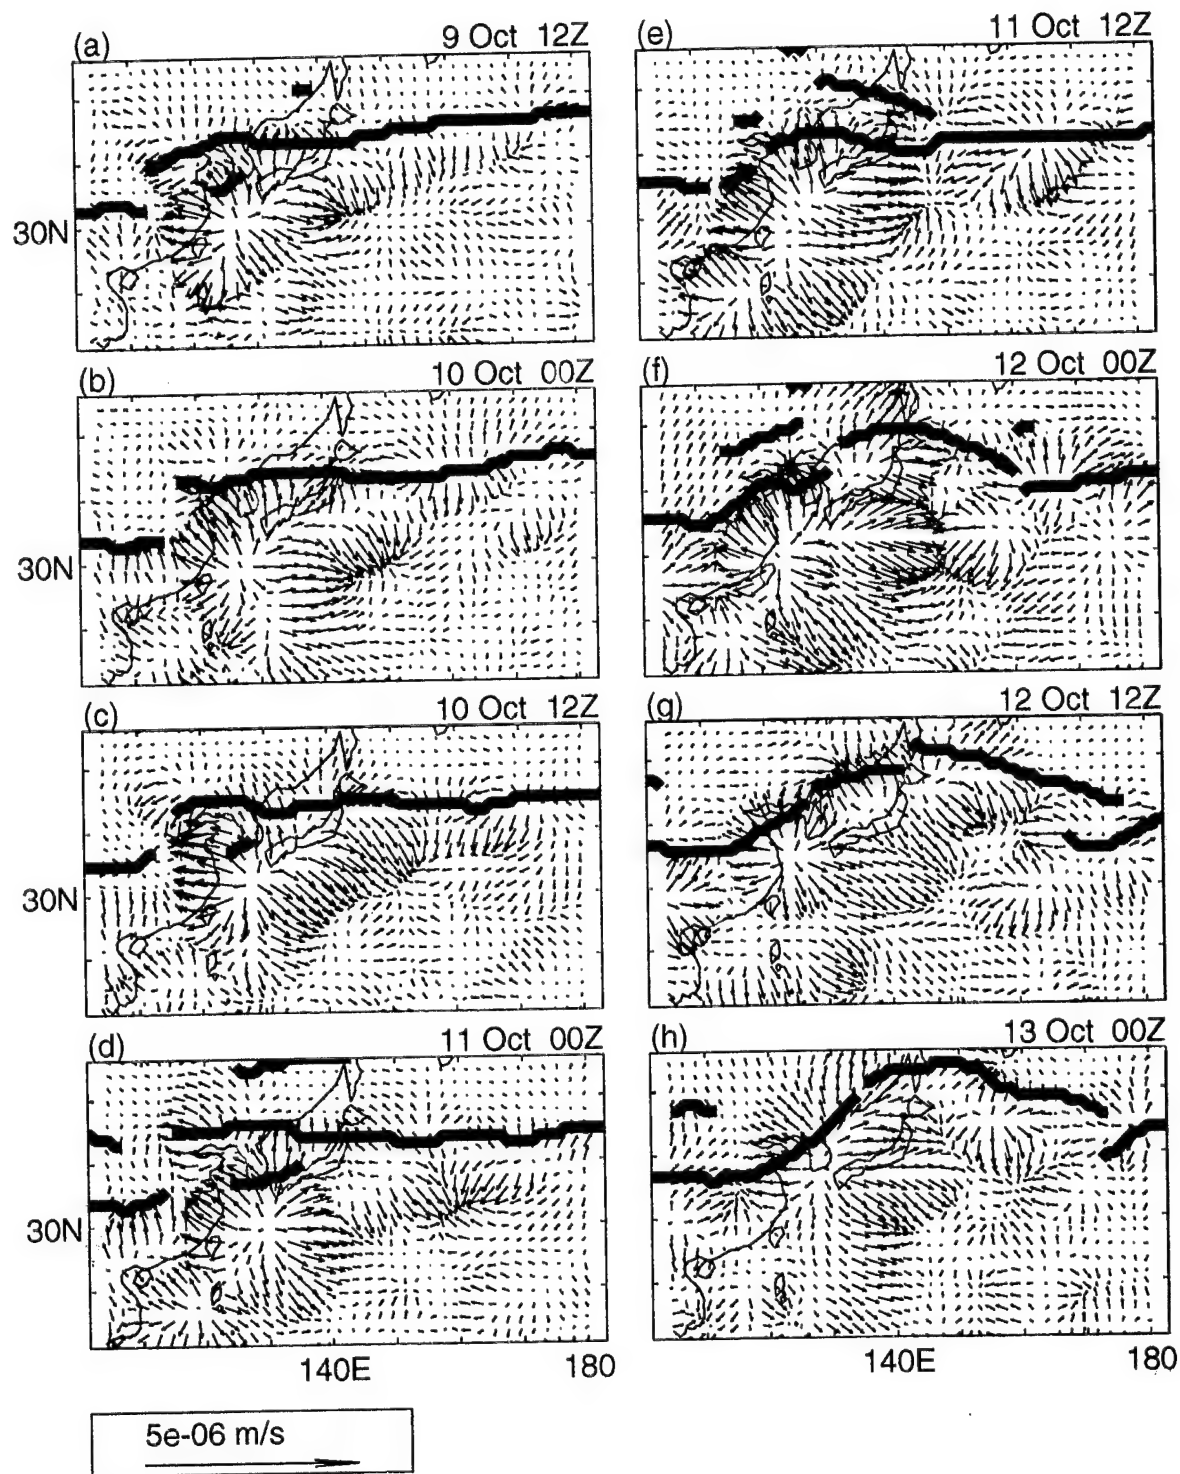 (a) 9 Oct 12Z
30N
(b) 10 Oct 00Z
30N
(c) 10 Oct 12Z
30N
(d) 11 Oct 00Z
30N
140E 180
(e) 11 Oct 12Z
(f) 12 Oct 00Z
(g) 12 Oct 12Z
(h) 13 Oct 00Z
140E 180
5e-06 m/s